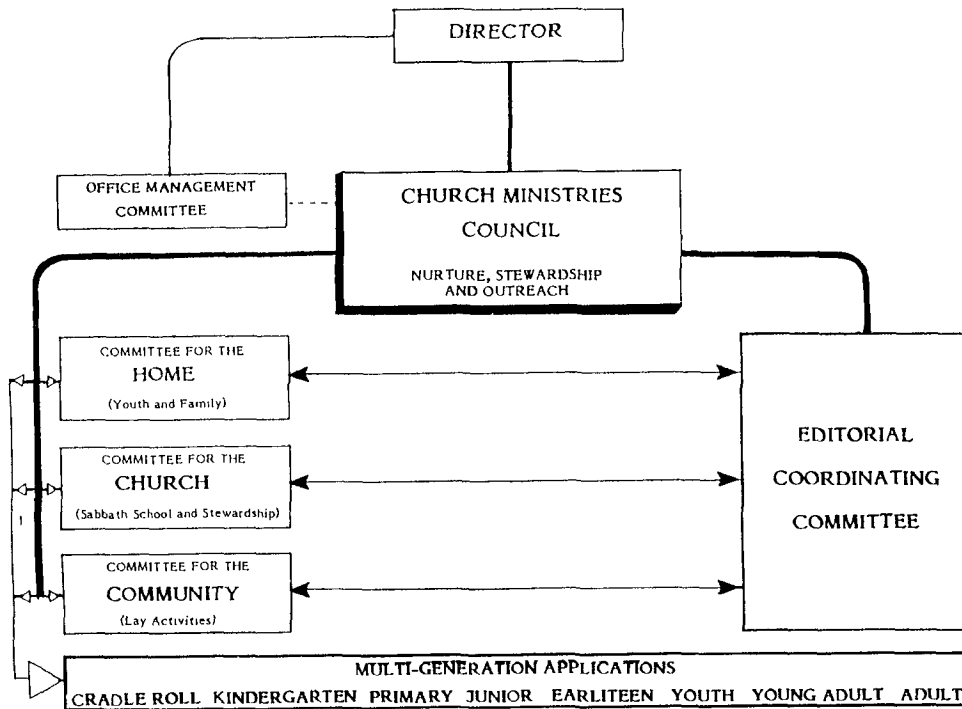 DIRECTOR
OFFICE MANAGEMENT
COMMITTEE
CHURCH MINISTRIES
COUNCIL
NURTURE, STEWARDSHIP
AND OUTREACH
COMMITTEE FOR THE
HOME
(Youth and Family)
COMMITTEE FOR THE
CHURCH
(Sabbath School and Stewardship)
COMMITTEE FOR THE
COMMUNITY
(Lay Activities)
EDITORIAL
COORDINATING
COMMITTEE
MULTI-GENERATION APPLICATIONS
CRADLE ROLL KINDERGARTEN PRIMARY JUNIOR EARLITEEN YOUTH YOUNG ADULT ADULT